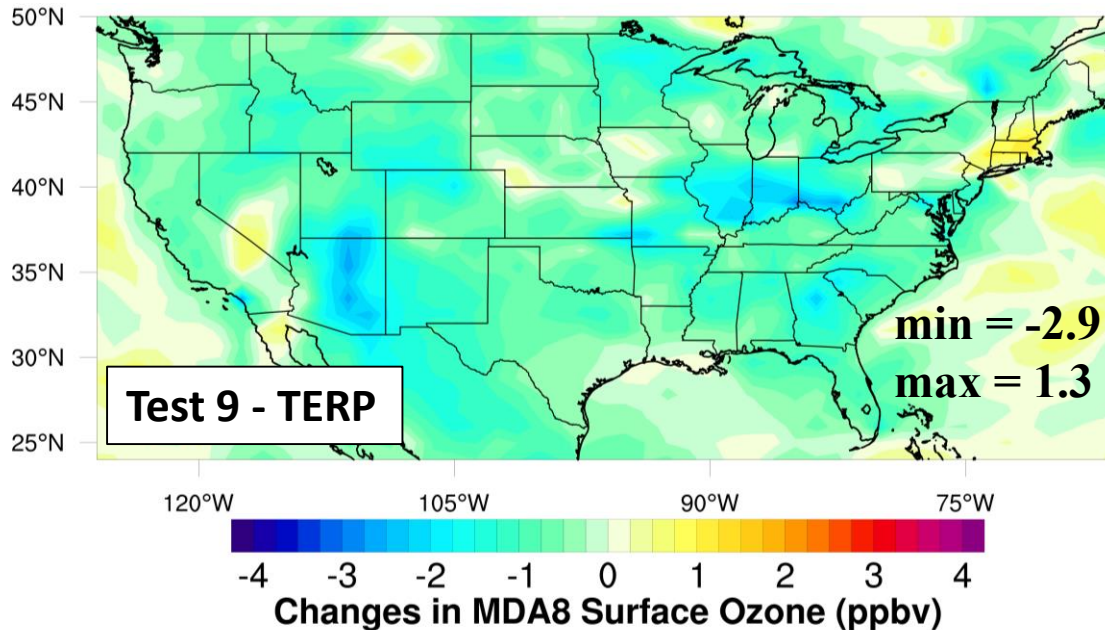 50°N
45°N
40°N
35°N
30°N
25°N
min = -2.9
max = 1.3
Test 9 - TERP
120°W 105°W 90°W 75°W
-4 -3 -2 -1 0 1 2 3 4
Changes in MDA8 Surface Ozone (ppbv)